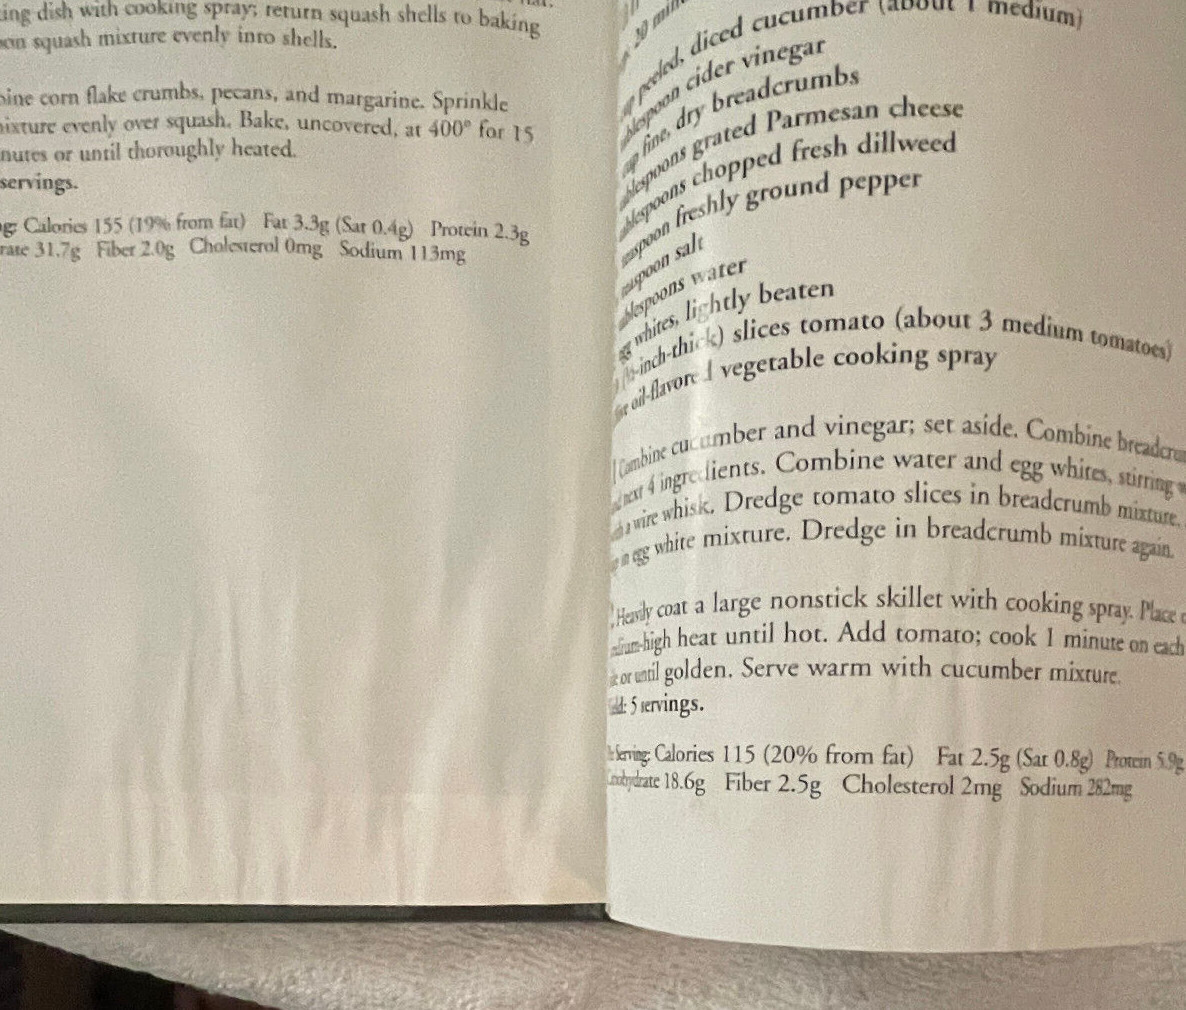 ing dish with cooking spray; return squash shells to baking
squash mixture evenly into shells.
corn flake crumbs, pecans, and margarine. Sprinkle
evenly over squash. Bake, uncovered, at 400° for 15
or until thoroughly heated.
servings.
Calories 155 (19% from fat) Fat 3.3g (Sat 0.4g) Protein 2.3g
31.7g Fiber 2.0g Cholesterol 0mg Sodium 113mg
20
peeled, diced cucumber (about 1 medium)
cider vinegar
fine, dry breadcrumbs
grated Parmesan cheese
chopped fresh dillweed
freshly ground pepper
salt
water
whites, lightly beaten
-inch-thick) slices tomato (about 3 medium tomatoes)
oil-flavored vegetable cooking spray
Combine cucumber and vinegar; set aside. Combine
next 4 ingredients. Combine water and egg whites, stirring
a wire whisk. Dredge tomato slices in breadcrumb mixture.
in egg white mixture. Dredge in breadcrumb mixture again.
Heavily coat a large nonstick skillet with cooking spray. Place
-high heat until hot. Add tomato; cook 1 minute on each
or until golden. Serve warm with cucumber mixture.
5 servings.
Serving: Calories 115 (20% from fat) Fat 2.5g (Sat 0.8g) Protein 5.9g
18.6g Fiber 2.5g Cholesterol 2mg Sodium 282mg